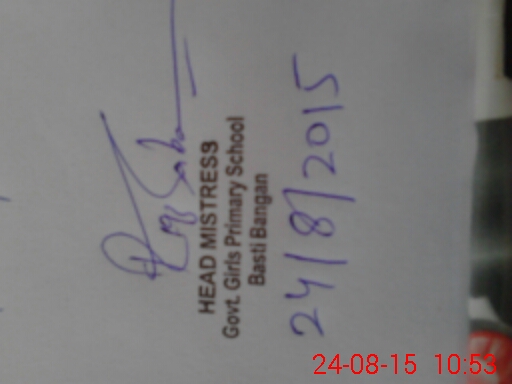 HEAD MISTRESS
Govt. Girls Primary School
Basti Bangan
24/8/2015
24-08-15 10:53